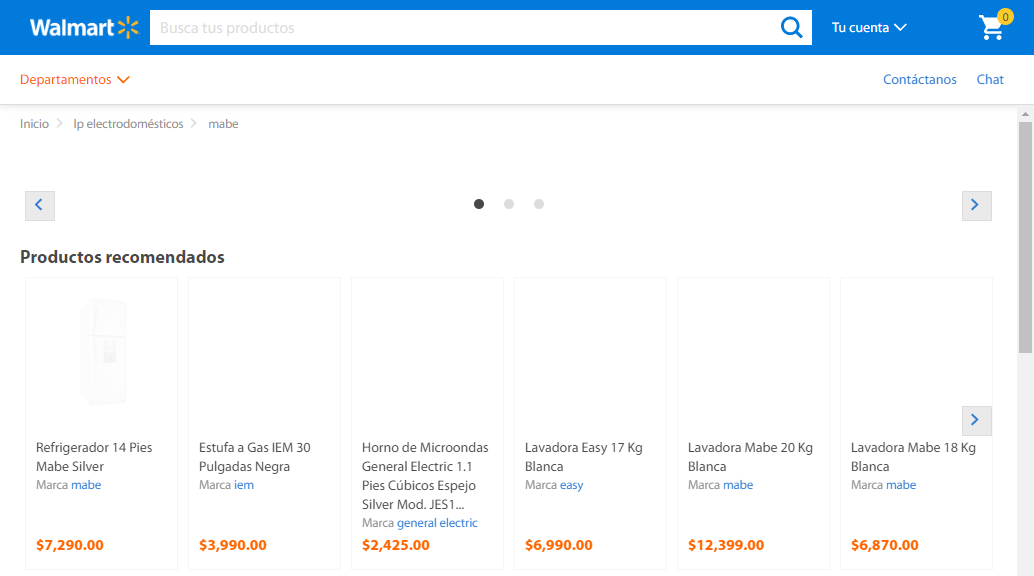 Walmart
Busca tus productos
Tu cuenta
0
Departamentos
Contáctanos
Chat
Inicio
lp electrodomésticos
mabe
Productos recomendados
Refrigerador 14 Pies
Mabe Silver
Marca mabe
$7,290.00
Estufa a Gas IEM 30
Pulgadas Negra
Marca iem
$3,990.00
Horno de Microondas
General Electric 1.1
Pies Cúbicos Espejo
Silver Mod. JES1...
Marca general electric
$2,425.00
Lavadora Easy 17 Kg
Blanca
Marca easy
$6,990.00
Lavadora Mabe 20 Kg
Blanca
Marca mabe
$12,399.00
Lavadora Mabe 18 Kg
Blanca
Marca mabe
$6,870.00